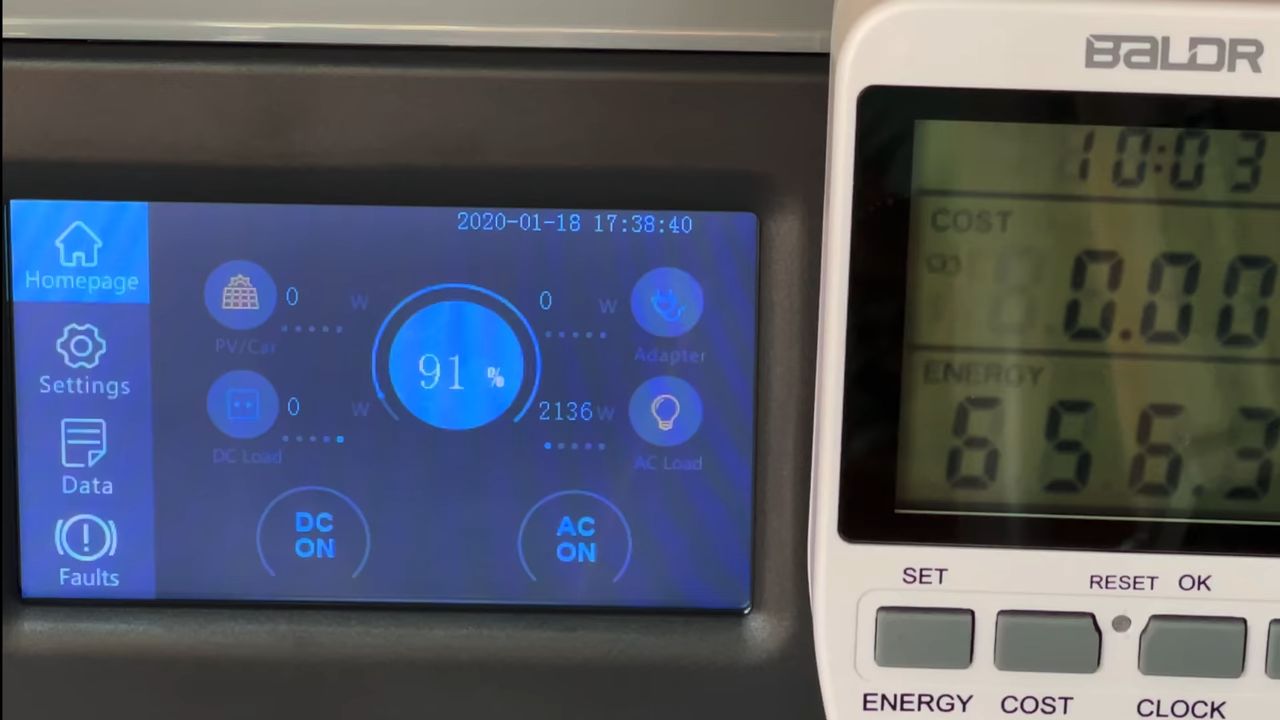 2020-01-18 17:38:40
Homepage
Settings
Data
Faults
0 W
PV/Car
0 W
DC Load
91 %
0 W
Adapter
2136 W
AC Load
DC
ON
AC
ON
BALDR
10:03
COST
0.00
ENERGY
656.3
SET
RESET OK
ENERGY COST CLOCK